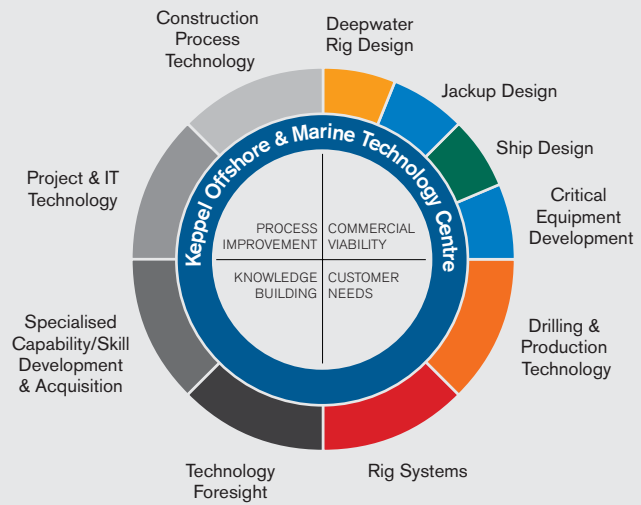 Construction
Process
Technology
Deepwater
Rig Design
Jackup Design
Ship Design
Critical
Equipment
Development
Drilling &
Production
Technology
Rig Systems
Technology
Foresight
Specialised
Capability/Skill
Development
& Acquisition
Project & IT
Technology
Keppel Offshore & Marine Technology Centre
PROCESS
IMPROVEMENT
COMMERCIAL
VIABILITY
KNOWLEDGE
BUILDING
CUSTOMER
NEEDS